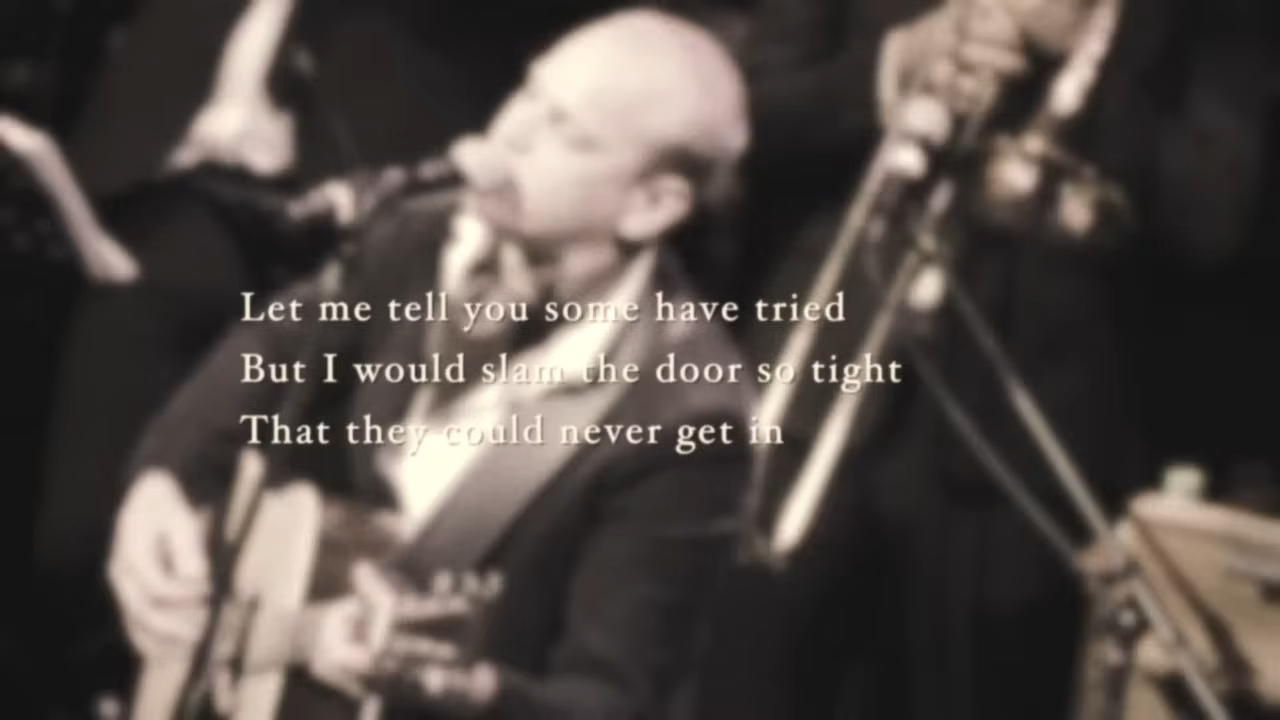 Let me tell you some have tried
But I would slam the door so tight
That they could never get in